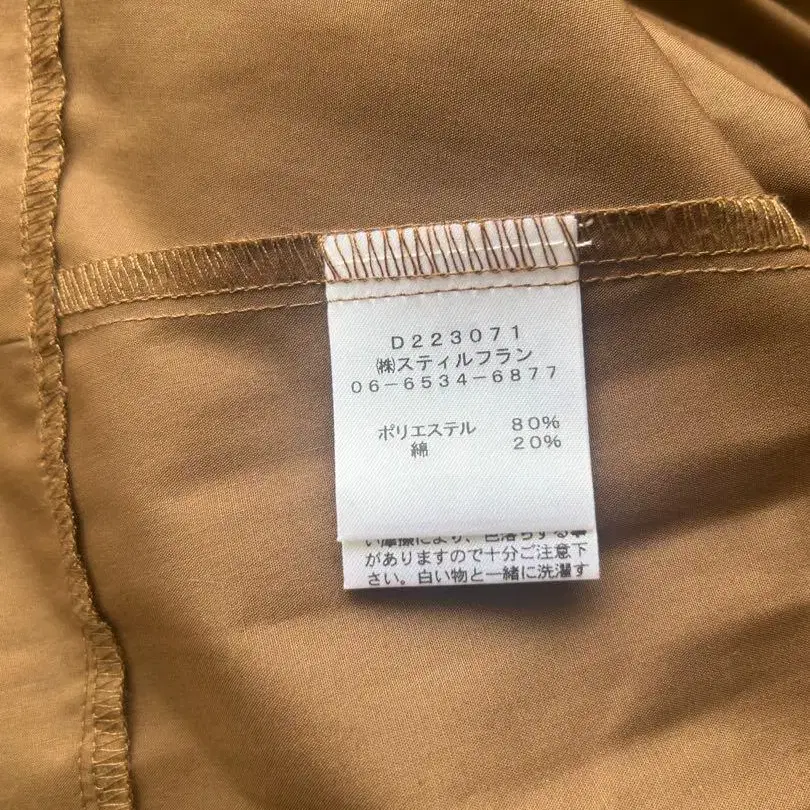 D223071
㈱スティルフラン
06-6534-6877
ポリエステル 80%
綿 20%
い摩擦により、色落ちする事
がありますので十分ご注意下
さい。白い物と一緒に洗濯す